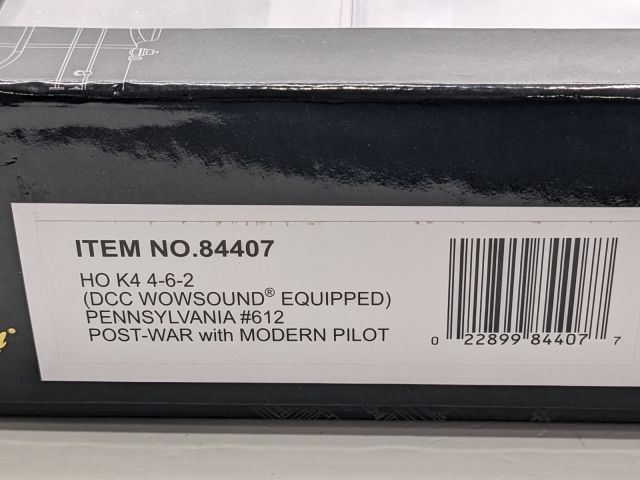 ITEM NO.84407
HO K4 4-6-2
(DCC WOWSOUND® EQUIPPED)
PENNSYLVANIA #612
POST-WAR with MODERN PILOT
0 22899 84407 7